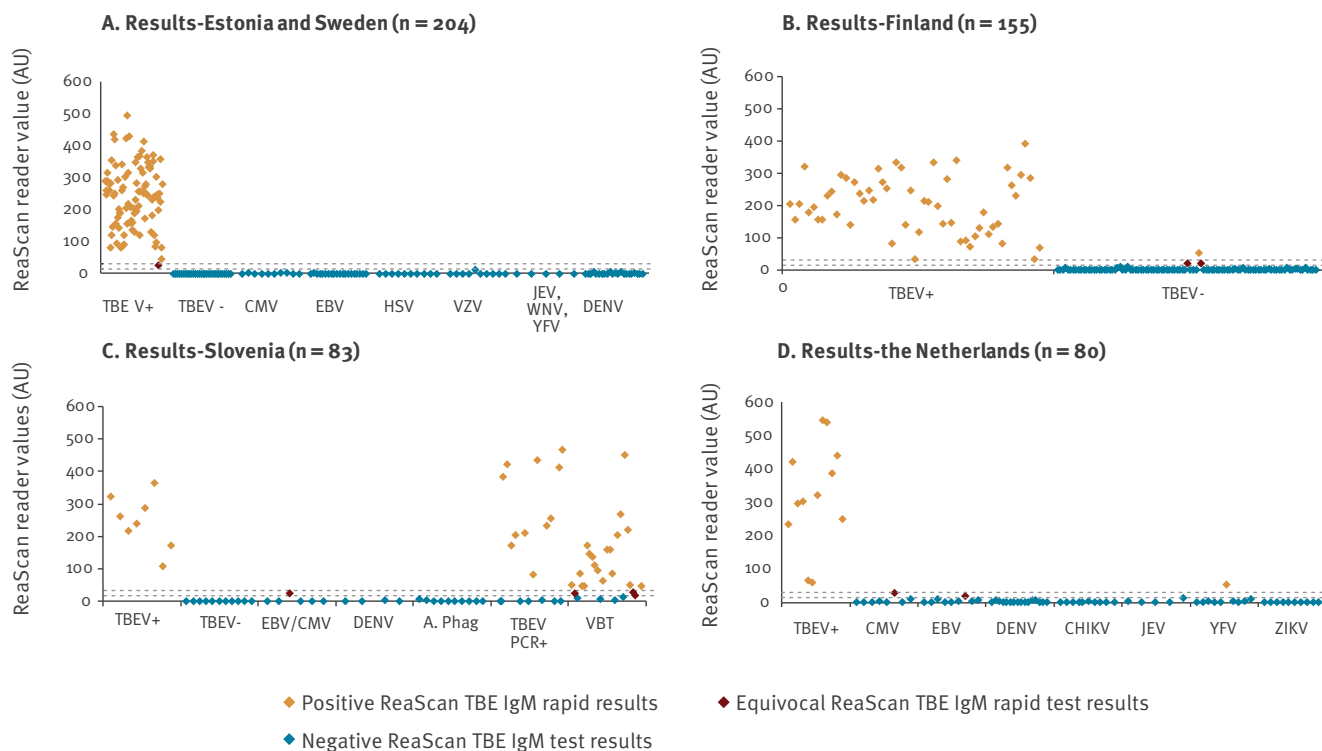 A. Results-Estonia and Sweden (n = 204)
ReaScan reader value (AU)
600
500
400
300
200
100
0
TBE V+ TBEV - CMV EBV HSV VZV JEV, DENV
WNV,
YFV
B. Results-Finland (n = 155)
ReaScan reader value (AU)
600
500
400
300
200
100
0
0 TBEV+ TBEV-
C. Results-Slovenia (n = 83)
ReaScan reader values (AU)
600
500
400
300
200
100
0
TBEV+ TBEV- EBV/CMV DENV A. Phag TBEV VBT
PCR+
D. Results-the Netherlands (n = 80)
ReaScan reader value (AU)
600
500
400
300
200
100
0
TBEV+ CMV EBV DENV CHIKV JEV YFV ZIKV
Positive ReaScan TBE IgM rapid results
Equivocal ReaScan TBE IgM rapid test results
Negative ReaScan TBE IgM test results